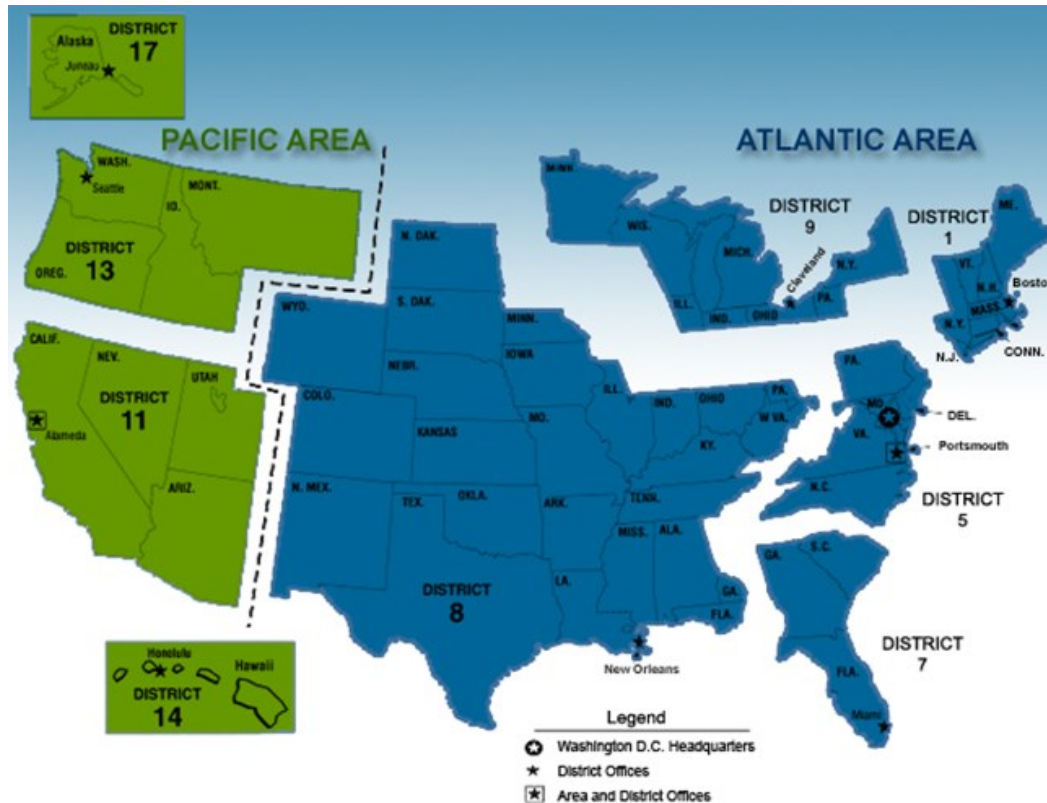 DISTRICT
17
Alaska
Juneau
PACIFIC AREA
ATLANTIC AREA
WASH.
Seattle
IO.
MONT.
DISTRICT
13
OREG.
CALIF.
NEV.
UTAH
DISTRICT
11
Alameda
ARIZ.
Honolulu
Hawaii
DISTRICT
14
N. DAK.
WYO.
S. DAK.
MINN.
IOWA
NEBR.
COLO.
KANSAS
MO.
ILL.
IND.
OHIO
PA.
W VA.
KY.
N. MEX.
TEX.
OKLA.
ARK.
TENN.
MISS.
ALA.
LA.
GA.
FLA.
DISTRICT
8
New Orleans
MINN.
WIS.
MICH.
DISTRICT
9
Cleveland
N.Y.
ILL.
IND.
OHIO
PA.
DISTRICT
1
ME.
VT.
N.H.
Bosto
MASS.
N.Y.
N.J.
CONN.
PA.
DEL.
VA.
Portsmouth
N.C.
DISTRICT
5
GA.
S.C.
FLA.
Miami
DISTRICT
7
Legend
Washington D.C. Headquarters
District Offices
Area and District Offices